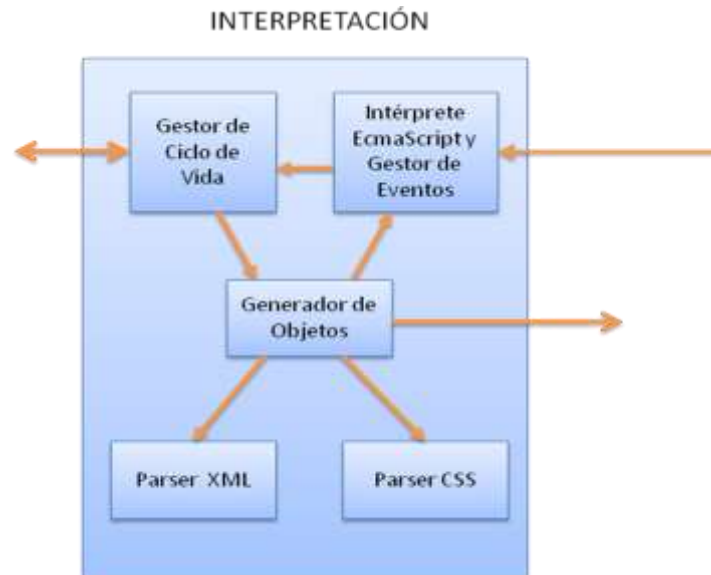 INTERPRETACIÓN
Gestor de
Ciclo de
Vida
Intérprete
EcmaScript y
Gestor de
Eventos
Generador de
Objetos
Parser XML
Parser CSS